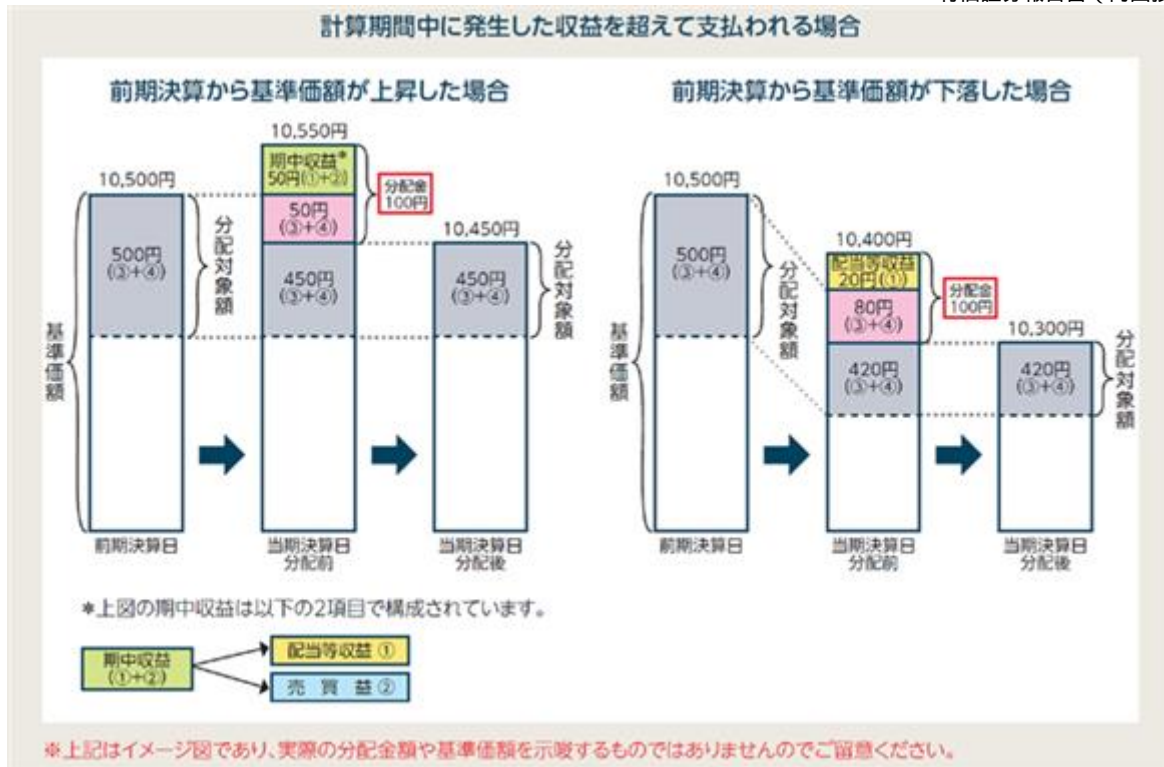 計算期間中に発生した収益を超えて支払われる場合
前期決算から基準価額が上昇した場合
10,550円
期中収益*
50円(①+②)
10,500円
分配金
100円
50円
(③+④)
10,450円
500円
(③+④)
分配対象額
450円
(③+④)
450円
(③+④)
分配対象額
基準価額
前期決算日
当期決算日
分配前
当期決算日
分配後
前期決算から基準価額が下落した場合
10,500円
10,400円
配当等収益
20円(①)
500円
(③+④)
分配対象額
分配金
100円
80円
(③+④)
10,300円
基準価額
420円
(③+④)
420円
(③+④)
分配対象額
前期決算日
当期決算日
分配前
当期決算日
分配後
*上図の期中収益は以下の2項目で構成されています。
期中収益
(①+②)
配当等収益 ①
売 買 益 ②
※上記はイメージ図であり、実際の分配金額や基準価額を示唆するものではありませんのでご留意ください。